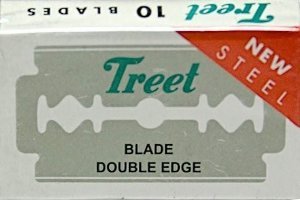 Treet 10 BLADES
NEW
STEEL
Treet
BLADE
DOUBLE EDGE